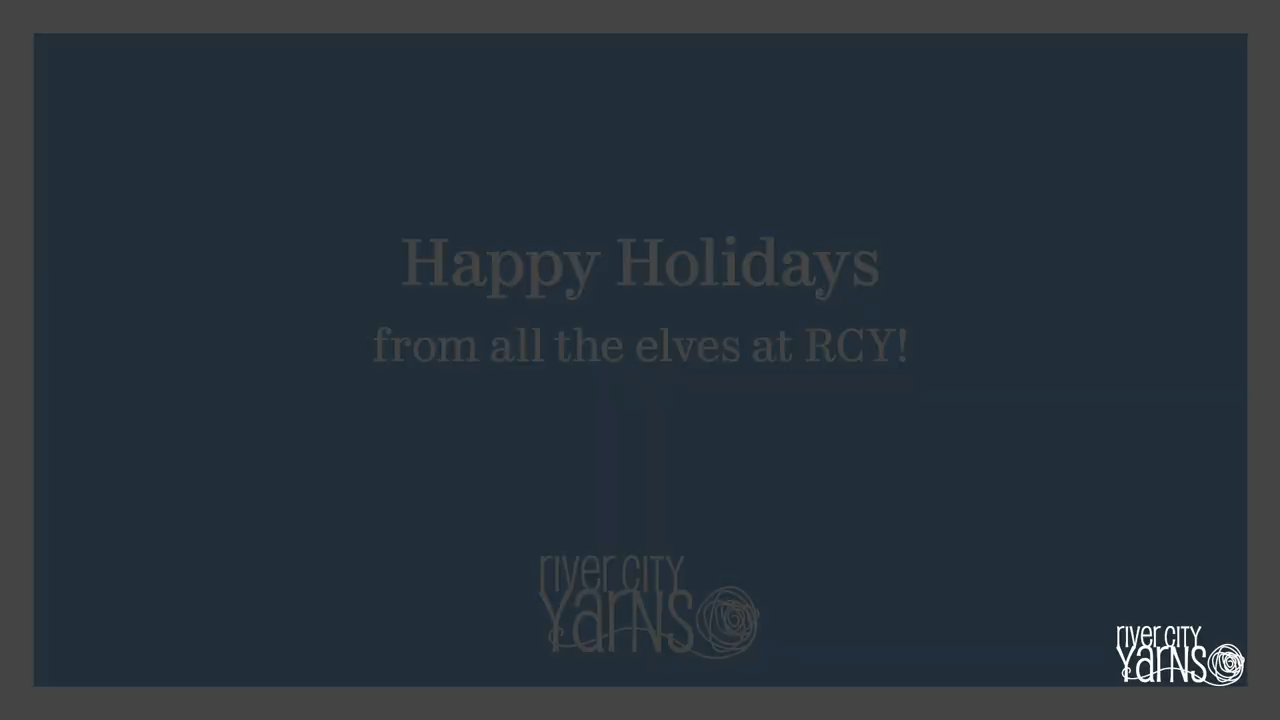 Happy Holidays
from all the elves at RCY!
river city
Yarns
river city
Yarns